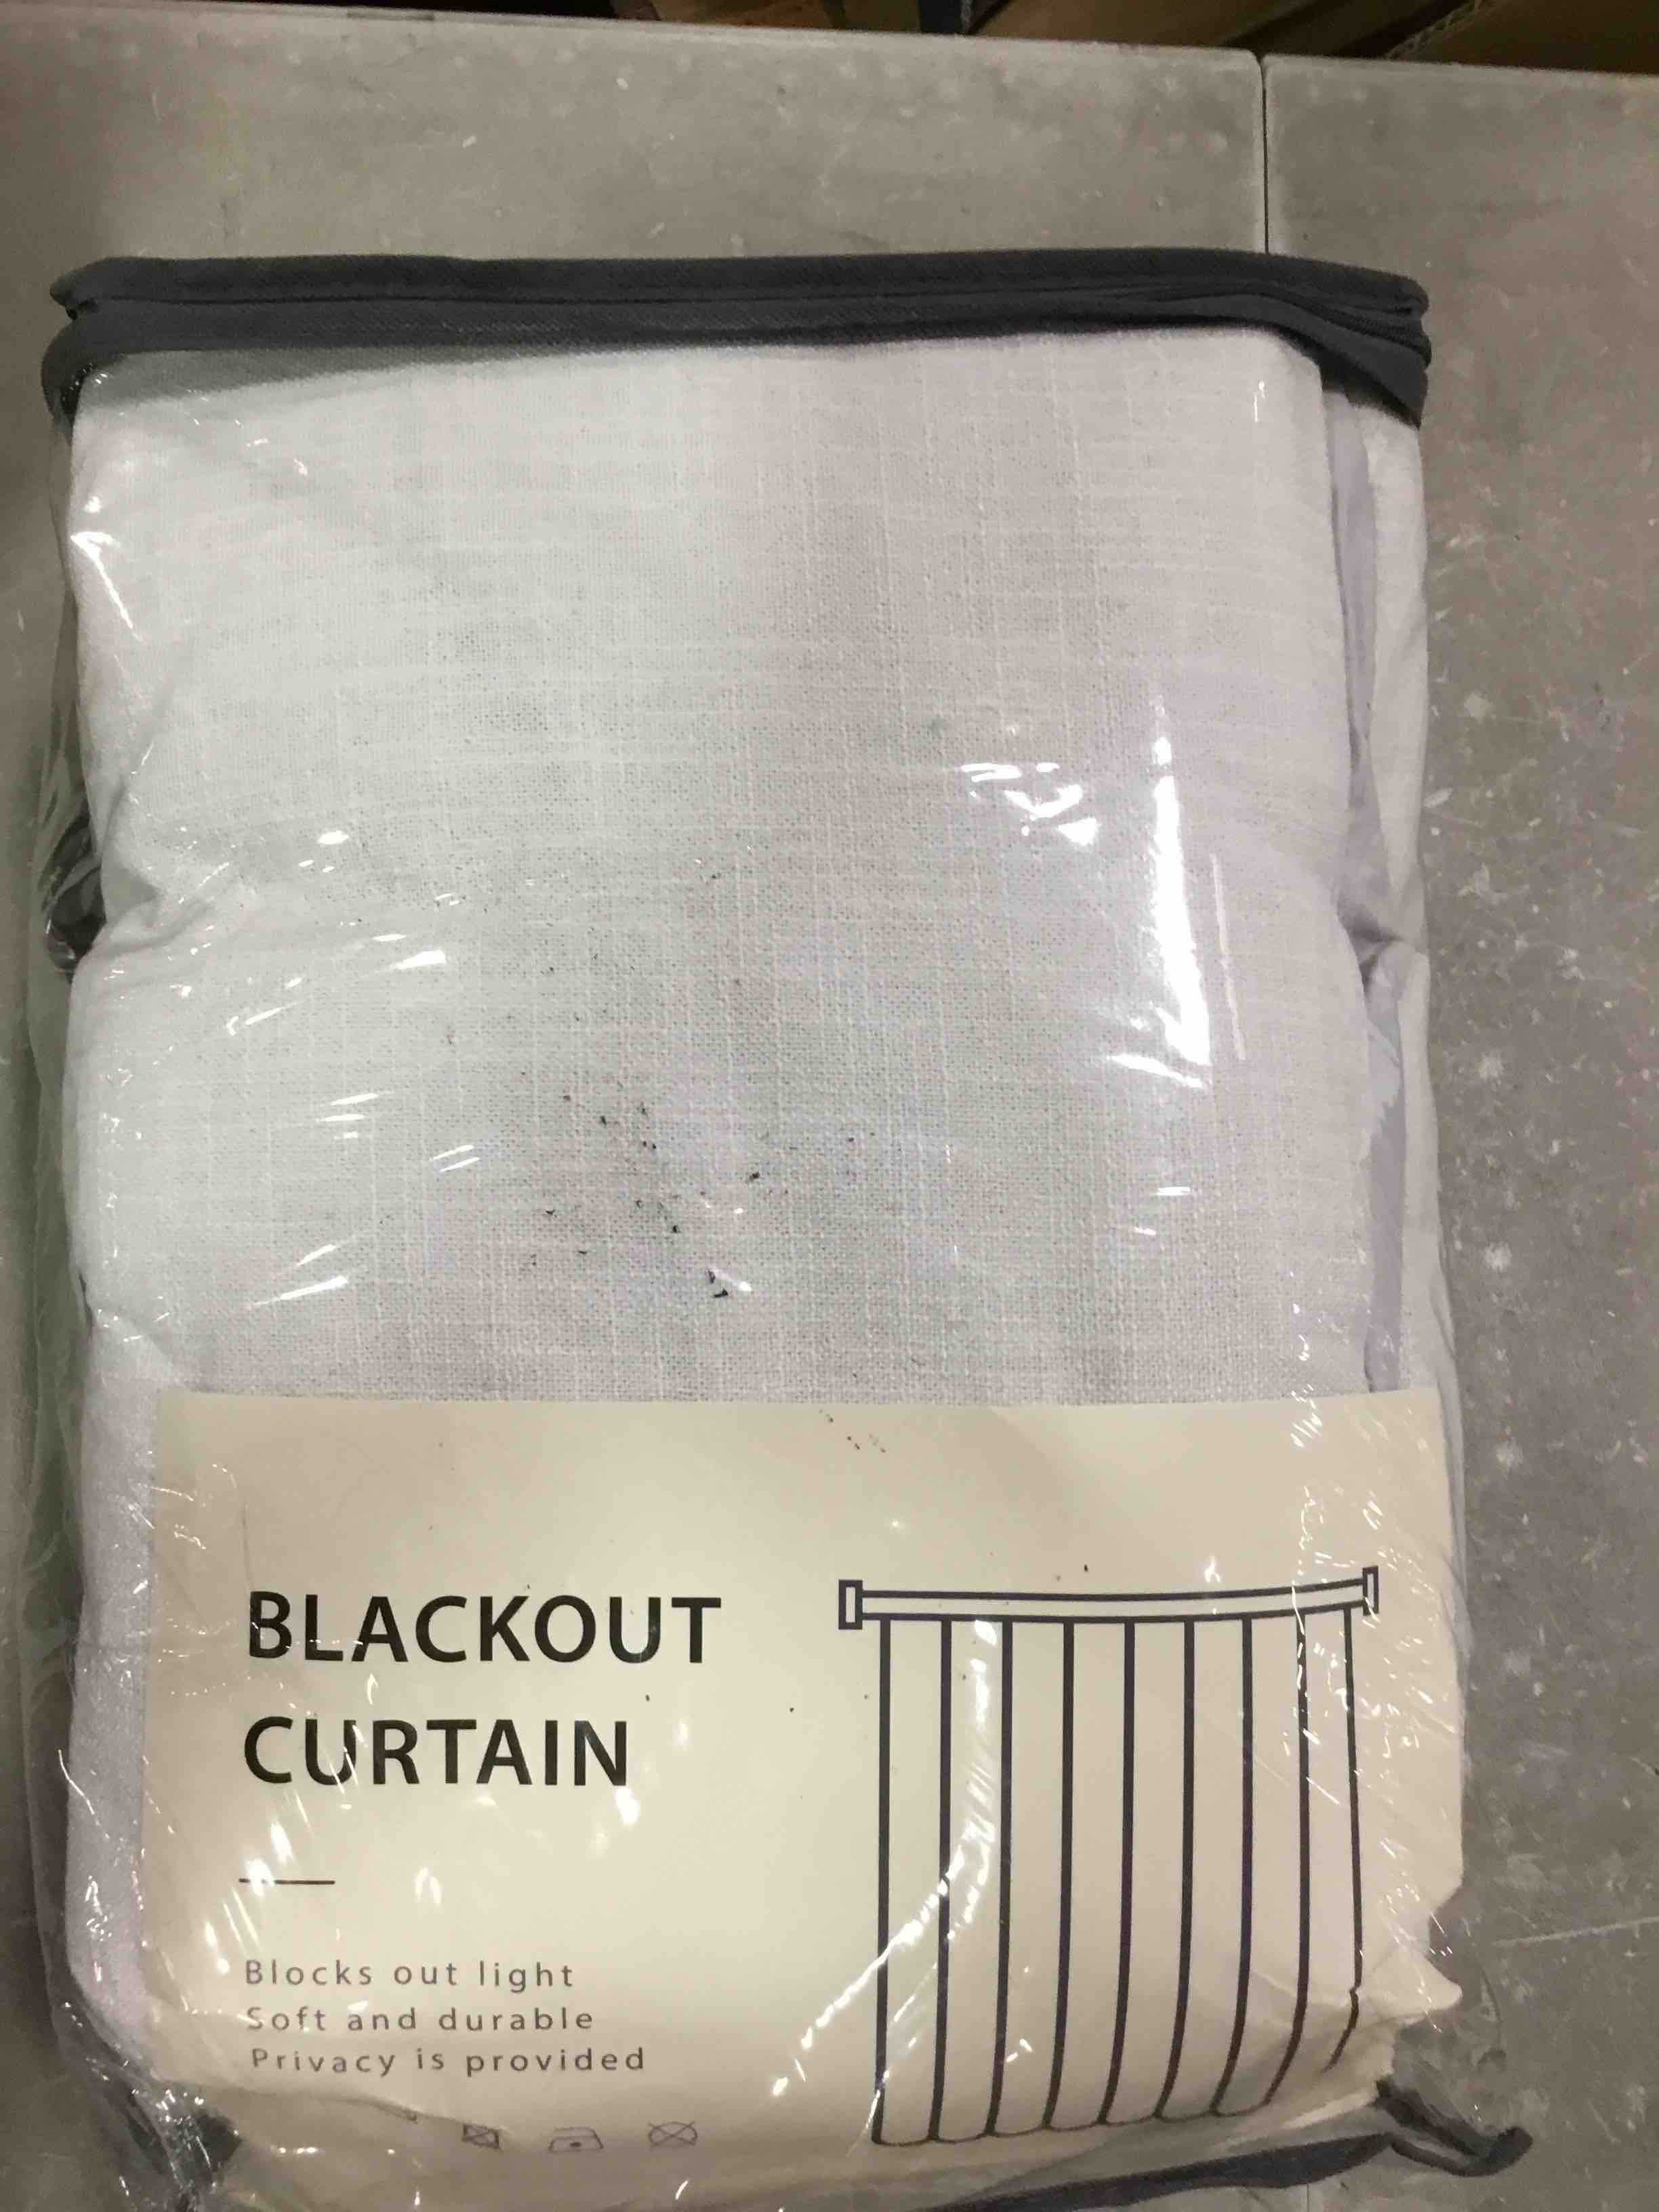 BLACKOUT
CURTAIN
Blocks out light
Soft and durable
Privacy is provided